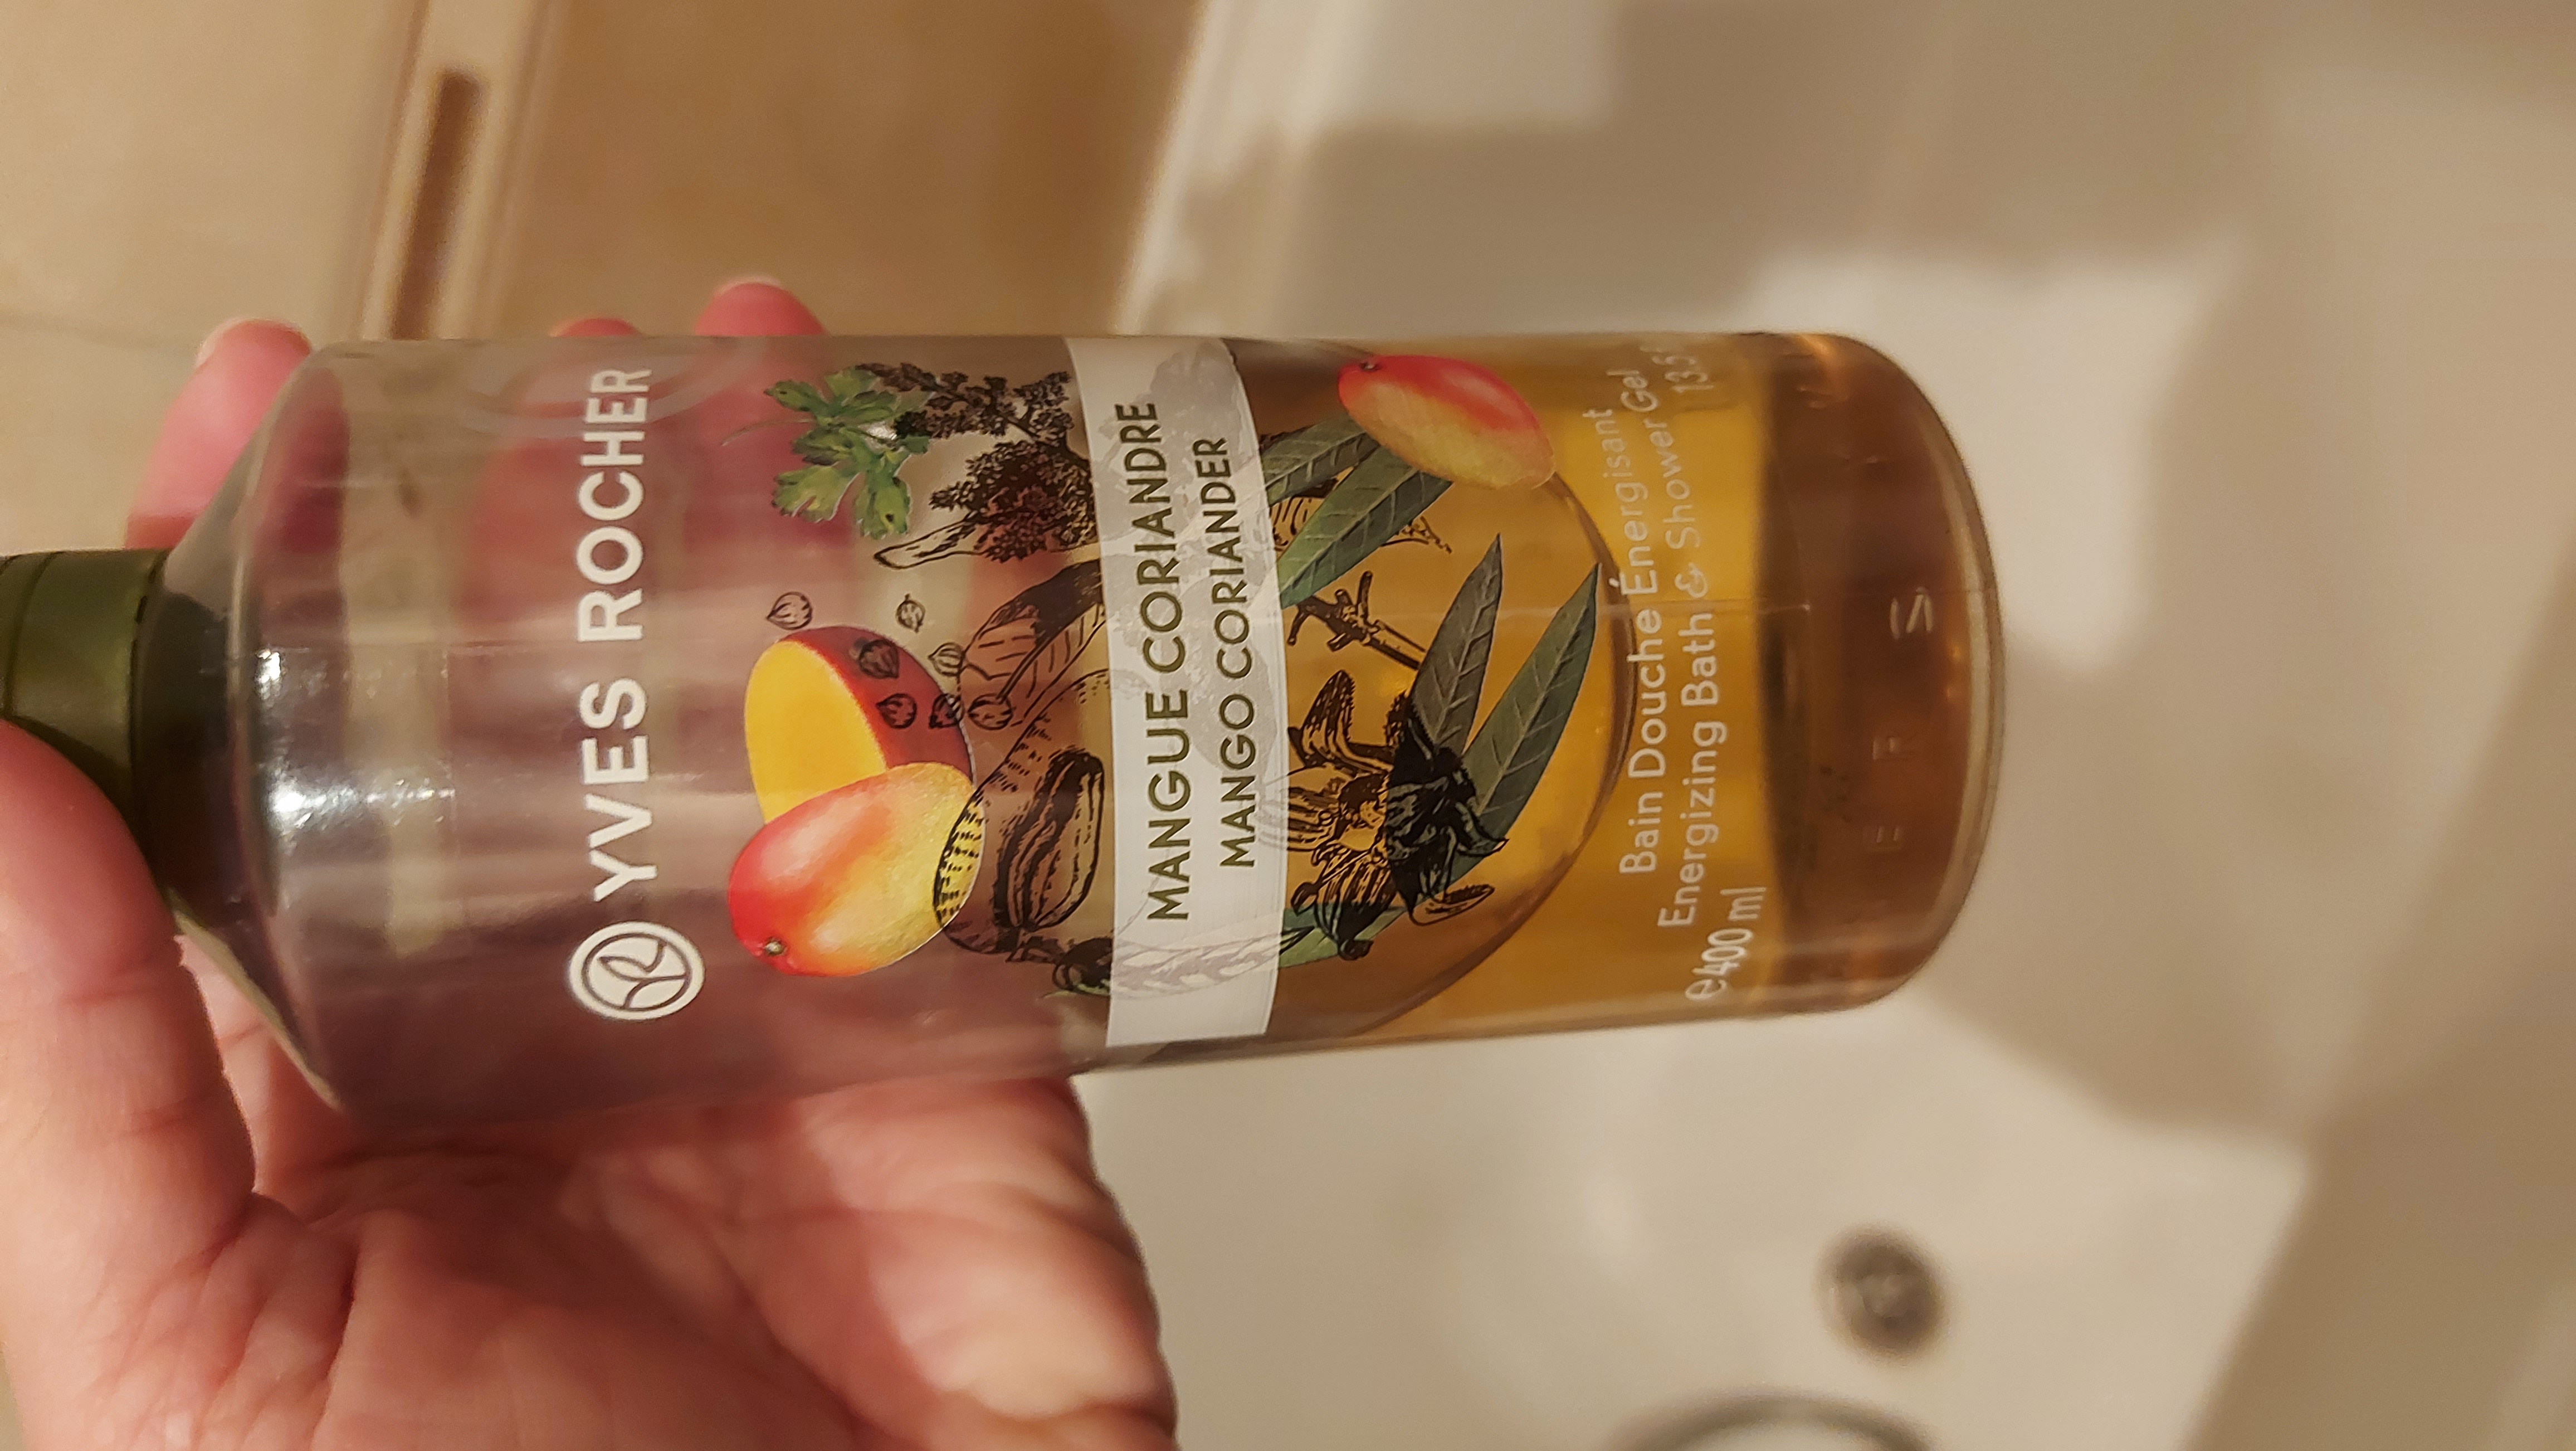 YVES ROCHER
MANGUE CORIANDRE
MANGO CORIANDER
Bain Douche Énergisant
Energizing Bath & Shower Gel
e 400 ml